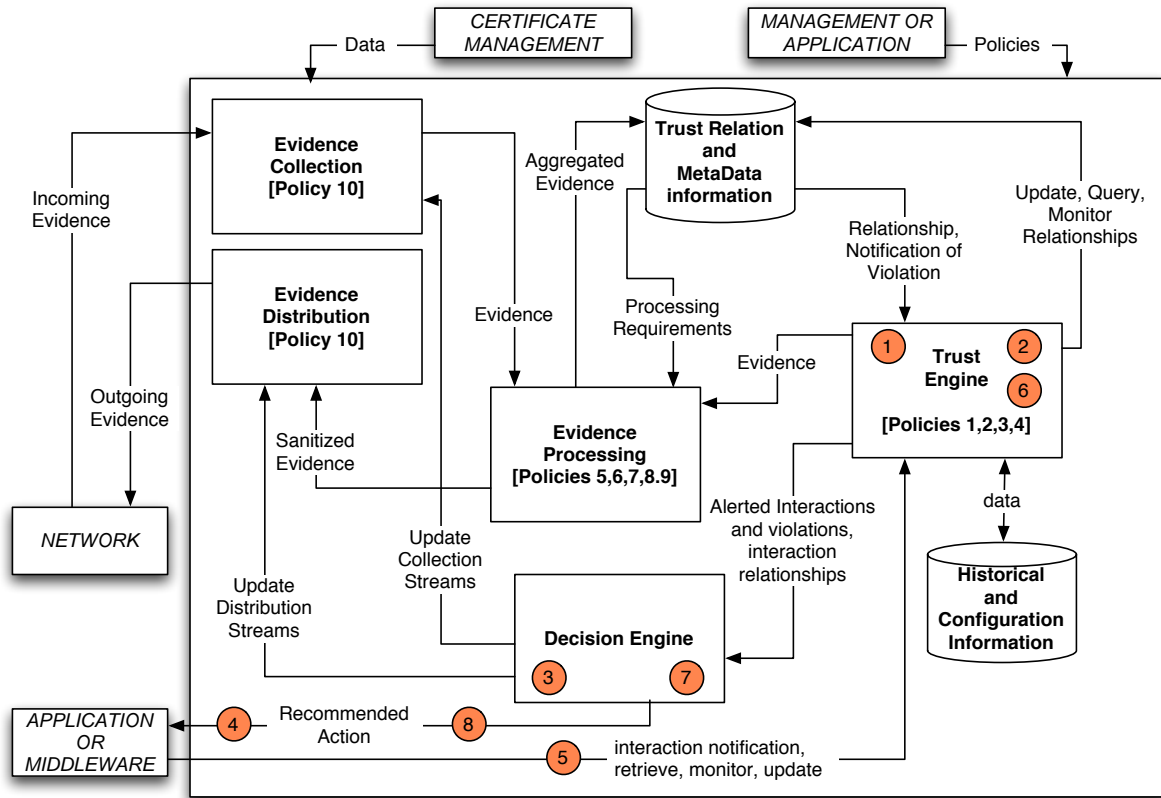 CERTIFICATE
MANAGEMENT
MANAGEMENT OR
APPLICATION
Data
Policies
Evidence
Collection
[Policy 10]
Trust Relation
and
MetaData
information
Aggregated
Evidence
Incoming
Evidence
Update, Query,
Monitor
Relationships
Relationship,
Notification of
Violation
Evidence
Distribution
[Policy 10]
Evidence
Processing
Requirements
1
2
Trust
Engine
6
[Policies 1,2,3,4]
Evidence
Outgoing
Evidence
Sanitized
Evidence
Evidence
Processing
[Policies 5,6,7,8.9]
NETWORK
Alerted Interactions
and violations,
interaction
relationships
data
Update
Collection
Streams
Update
Distribution
Streams
Historical
and
Configuration
Information
Decision Engine
3
7
APPLICATION
OR
MIDDLEWARE
4
Recommended
Action
8
5
interaction notification,
retrieve, monitor, update